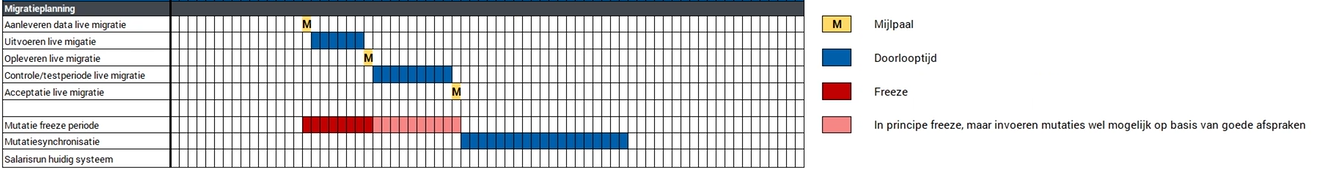 Migratieplanning
Aanleveren data live migratie M
Uitvoeren live migatie
Opleveren live migratie M
Controle/testperiode live migratie
Acceptatie live migratie M
Mutatie freeze periode
Mutatiesynchronisatie
Salarisrun huidig systeem
M Mijlpaal
Doorlooptijd
Freeze
In principe freeze, maar invoeren mutaties wel mogelijk op basis van goede afspraken